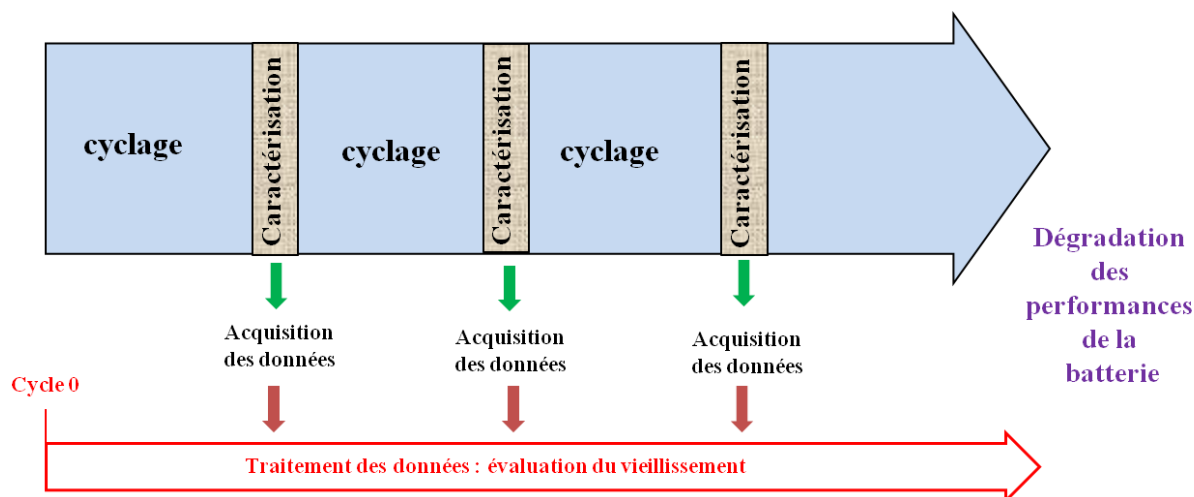 cyclage
Caractérisation
cyclage
Caractérisation
cyclage
Caractérisation
Dégradation
des
performances
de la
batterie
Acquisition
des données
Acquisition
des données
Acquisition
des données
Cycle 0
Traitement des données : évaluation du vieillissement